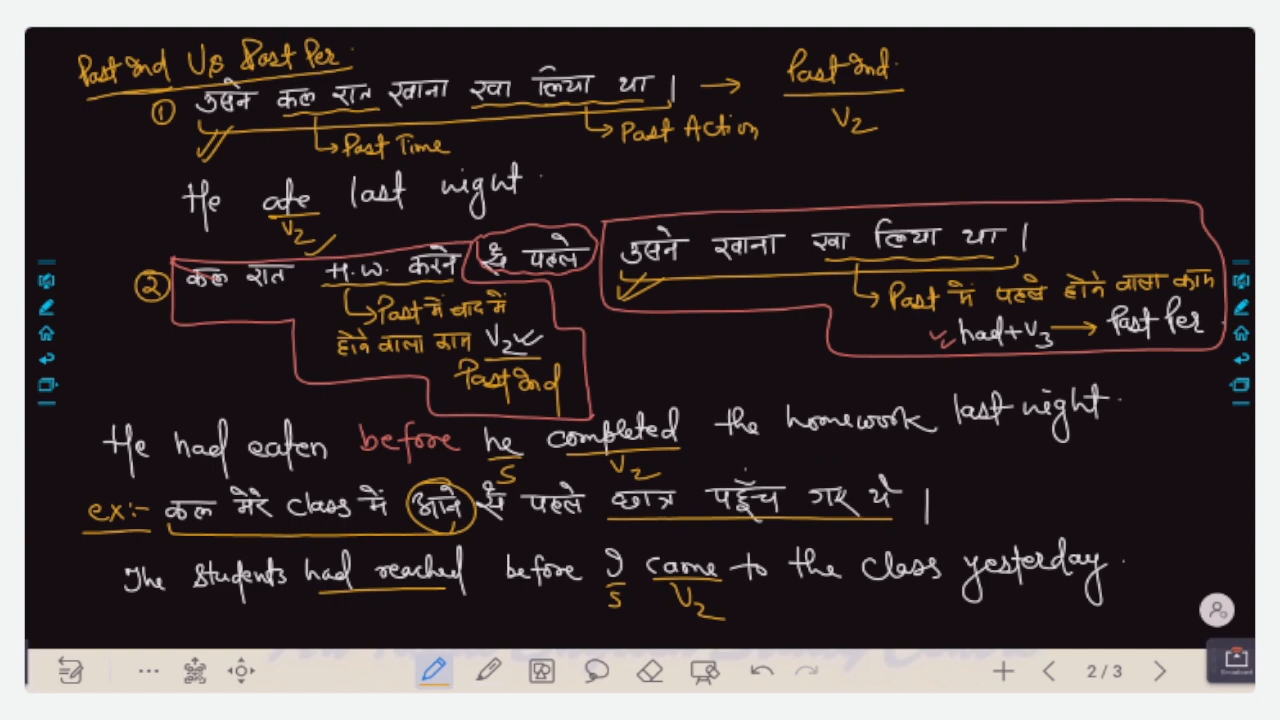 Past Ind Vs Past Per.
① उसने कल रात खाना खा लिया था। → Past Ind.
V2
→ Past Time → Past Action
He ate last night.
V2
② कल रात H.W. करने से पहले उसने खाना खा लिया था।
→ Past में बाद में होने वाला काम V2
Past Ind
→ Past में पहले होने वाला काम
had+V3 → Past Per
He had eaten before he completed the homework last night.
S V2
ex:- कल मेरे class में आने से पहले छात्र पहुँच गए थे।
The students had reached before I came to the class yesterday.
S V2
2/3